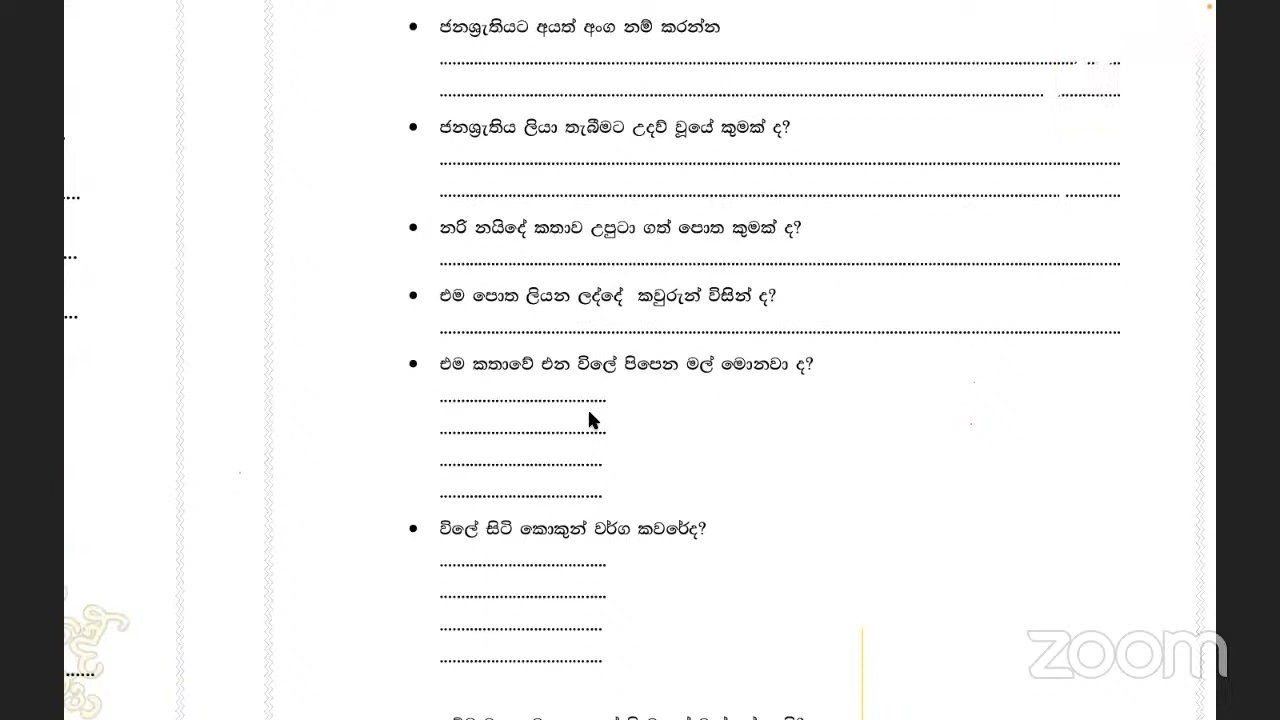 • ජනශ්‍රැතියට අයත් අංග නම් කරන්න
• ජනශ්‍රැතිය ලියා තැබීමට උදව් වූයේ කුමක් ද?
• නරි නයිදේ කතාව උපුටා ගත් පොත කුමක් ද?
• එම පොත ලියන ලද්දේ කවුරුන් විසින් ද?
• එම කතාවේ එන විලේ පිපෙන මල් මොනවා ද?
• විලේ සිටි කොකුන් වර්ග කවරේද?
zoom